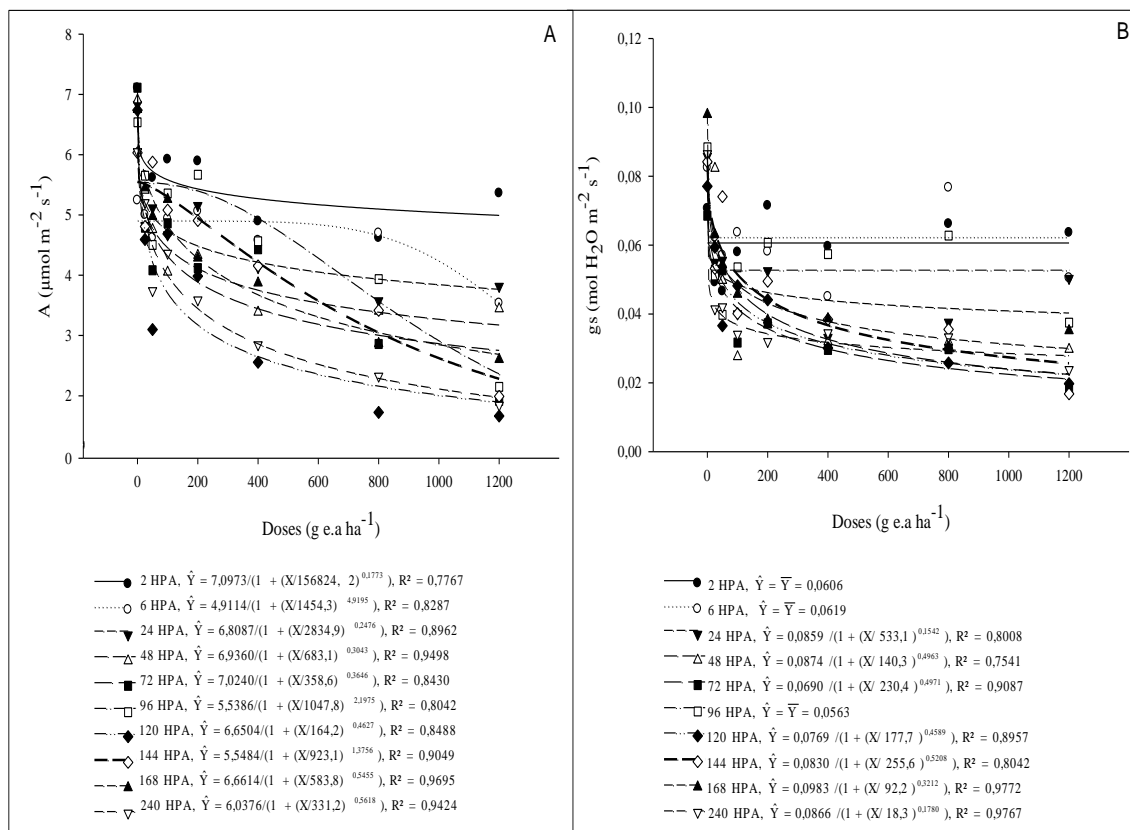 A
8
7
6
5
4
3
2
0
A (µmol m-2 s-1)
0 200 400 600 800 1000 1200
Doses (g e.a ha-1)
2 HPA, Ŷ = 7,0973/(1 + (X/156824, 2)0,1773), R² = 0,7767
6 HPA, Ŷ = 4,9114/(1 + (X/1454,3) 4,9195), R² = 0,8287
24 HPA, Ŷ = 6,8087/(1 + (X/2834,9) 0,2476), R² = 0,8962
48 HPA, Ŷ = 6,9360/(1 + (X/683,1) 0,3043), R² = 0,9498
72 HPA, Ŷ = 7,0240/(1 + (X/358,6) 0,3646), R² = 0,8430
96 HPA, Ŷ = 5,5386/(1 + (X/1047,8) 2,1975), R² = 0,8042
120 HPA, Ŷ = 6,6504/(1 + (X/164,2) 0,4627), R² = 0,8488
144 HPA, Ŷ = 5,5484/(1 + (X/923,1) 1,3756), R² = 0,9049
168 HPA, Ŷ = 6,6614/(1 + (X/583,8) 0,5455), R² = 0,9695
240 HPA, Ŷ = 6,0376/(1 + (X/331,2) 0,5618), R² = 0,9424
B
0,12
0,10
0,08
0,06
0,04
0,02
0,00
gs (mol H2O m-2 s-1)
0 200 400 600 800 1000 1200
Doses (g e.a ha-1)
2 HPA, Ŷ = Y̅ = 0,0606
6 HPA, Ŷ = Y̅ = 0,0619
24 HPA, Ŷ = 0,0859 /(1 + (X/ 533,1 )0,1542), R² = 0,8008
48 HPA, Ŷ = 0,0874 /(1 + (X/ 140,3 )0,4963), R² = 0,7541
72 HPA, Ŷ = 0,0690 /(1 + (X/ 230,4 )0,4971), R² = 0,9087
96 HPA, Ŷ = Y̅ = 0,0563
120 HPA, Ŷ = 0,0769 /(1 + (X/ 177,7 )0,4589), R² = 0,8957
144 HPA, Ŷ = 0,0830 /(1 + (X/ 255,6 )0,5208), R² = 0,8042
168 HPA, Ŷ = 0,0983 /(1 + (X/ 92,2 )0,3212), R² = 0,9772
240 HPA, Ŷ = 0,0866 /(1 + (X/ 18,3 )0,1780), R² = 0,9767